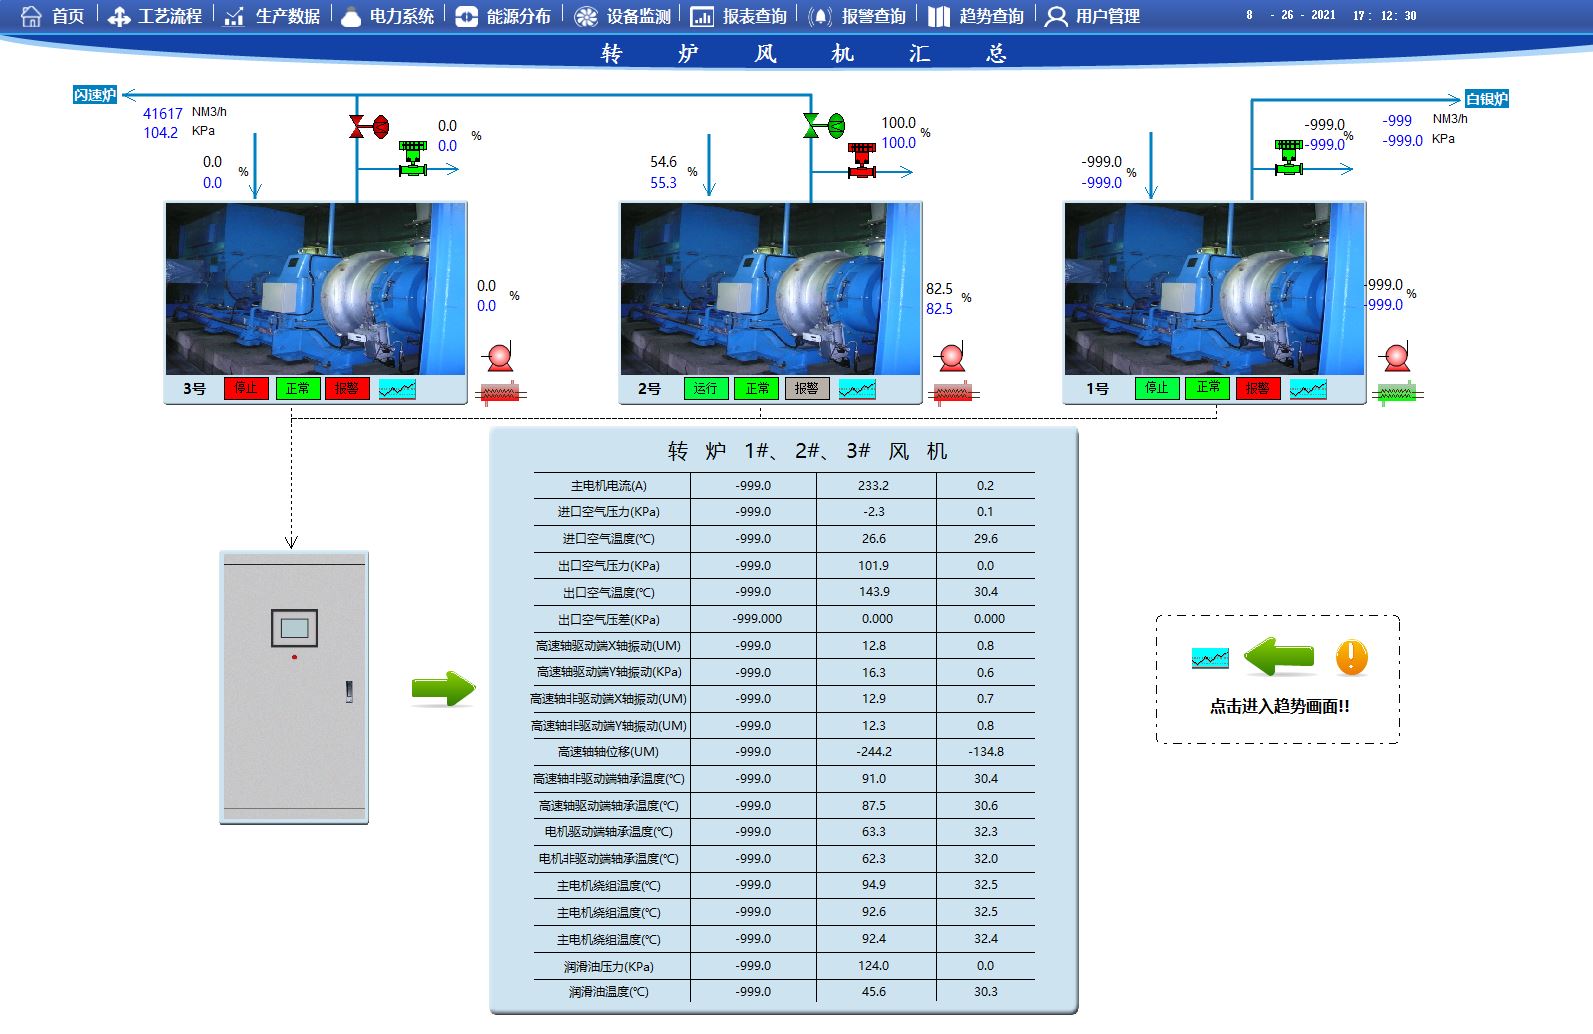 首页 工艺流程 生产数据 电力系统 能源分布 设备监测 报表查询 报警查询 趋势查询 用户管理 8 - 26 - 2021 17 : 12 : 30
转 炉 风 机 汇 总
闪速炉
41617 NM3/h
104.2 KPa
0.0
0.0 %
0.0
0.0 %
54.6
55.3 %
100.0
100.0 %
-999.0
-999.0 %
-999.0
-999.0 %
白银炉
-999 NM3/h
-999.0 KPa
0.0
0.0 %
82.5
82.5 %
-999.0
-999.0 %
3号 停止 正常 报警
2号 运行 正常 报警
1号 停止 正常 报警
转 炉 1#、 2#、 3# 风 机
主电机电流(A) -999.0 233.2 0.2
进口空气压力(KPa) -999.0 -2.3 0.1
进口空气温度(℃) -999.0 26.6 29.6
出口空气压力(KPa) -999.0 101.9 0.0
出口空气温度(℃) -999.0 143.9 30.4
出口空气压差(KPa) -999.000 0.000 0.000
高速轴驱动端X轴振动(UM) -999.0 12.8 0.8
高速轴驱动端Y轴振动(KPa) -999.0 16.3 0.6
高速轴非驱动端X轴振动(UM) -999.0 12.9 0.7
高速轴非驱动端Y轴振动(UM) -999.0 12.3 0.8
高速轴轴位移(UM) -999.0 -244.2 -134.8
高速轴非驱动端轴承温度(℃) -999.0 91.0 30.4
高速轴驱动端轴承温度(℃) -999.0 87.5 30.6
电机驱动端轴承温度(℃) -999.0 63.3 32.3
电机非驱动端轴承温度(℃) -999.0 62.3 32.0
主电机绕组温度(℃) -999.0 94.9 32.5
主电机绕组温度(℃) -999.0 92.6 32.5
主电机绕组温度(℃) -999.0 92.4 32.4
润滑油压力(KPa) -999.0 124.0 0.0
润滑油温度(℃) -999.0 45.6 30.3
点击进入趋势画面!!